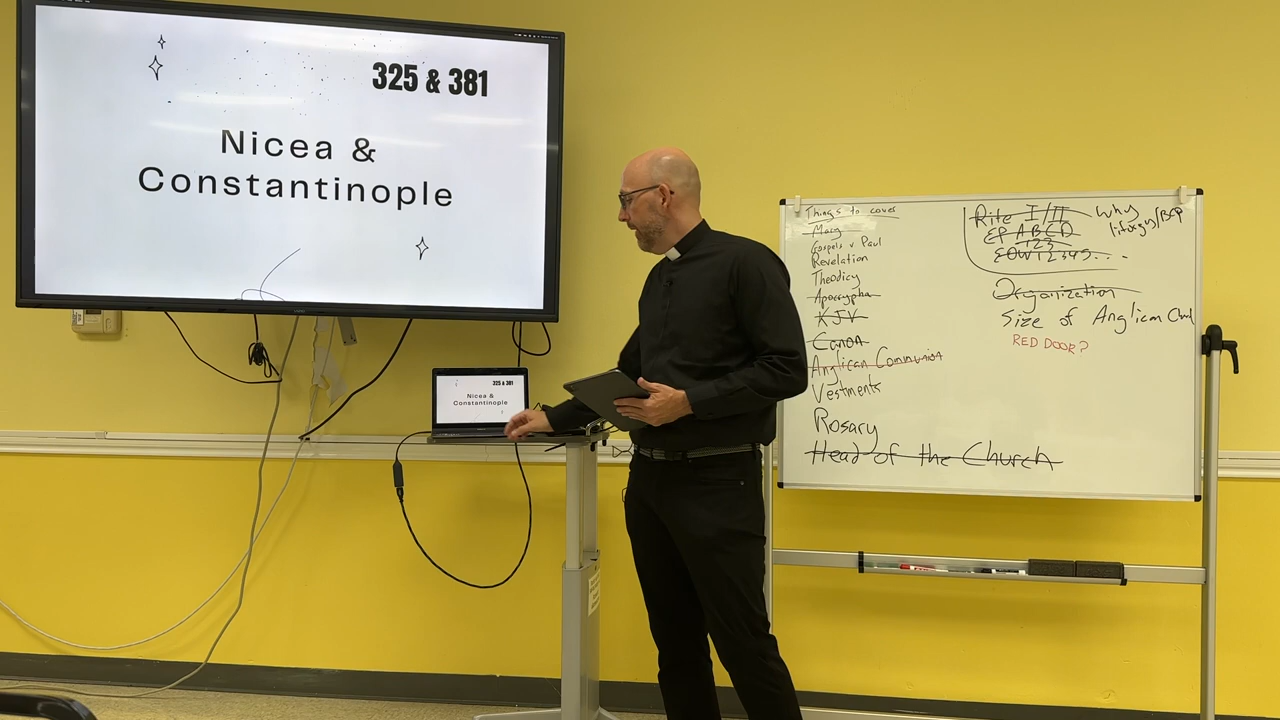 325 & 381
Nicea &
Constantinople
325 & 381
Nicea &
Constantinople
Things to cover
Mary
Gospels v Paul
Revelation
Theodicy
Apocrypha
KJV
Canon
Anglican Communion
Vestments
Rosary
Head of the Church
Rite I/II
EP ABCD
123
EOW12345...
why
liturgy/BCP
Organization
Size of Anglican
RED DOOR?